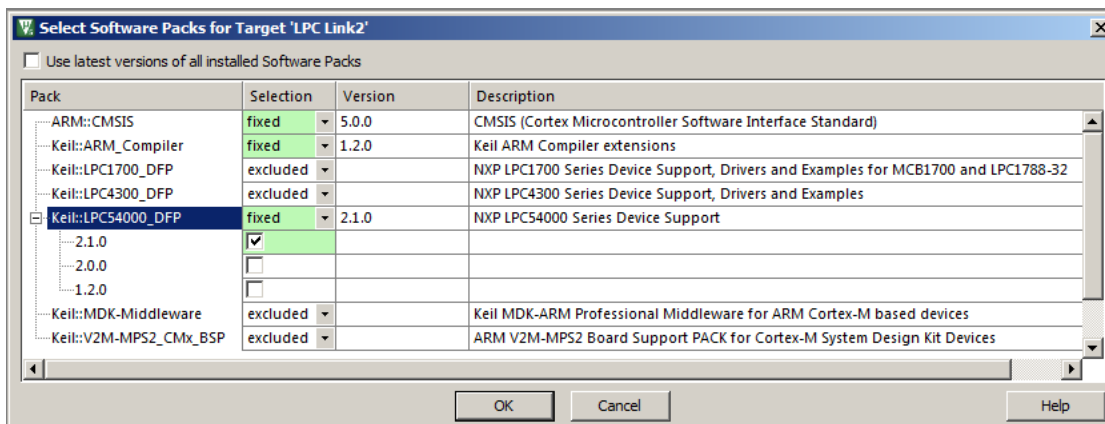 Select Software Packs for Target 'LPC Link2'
Use latest versions of all installed Software Packs
Pack Selection Version Description
ARM::CMSIS fixed 5.0.0 CMSIS (Cortex Microcontroller Software Interface Standard)
Keil::ARM_Compiler fixed 1.2.0 Keil ARM Compiler extensions
Keil::LPC1700_DFP excluded NXP LPC1700 Series Device Support, Drivers and Examples for MCB1700 and LPC1788-32
Keil::LPC4300_DFP excluded NXP LPC4300 Series Device Support, Drivers and Examples
Keil::LPC54000_DFP fixed 2.1.0 NXP LPC54000 Series Device Support
2.1.0
2.0.0
1.2.0
Keil::MDK-Middleware excluded Keil MDK-ARM Professional Middleware for ARM Cortex-M based devices
Keil::V2M-MPS2_CMx_BSP excluded ARM V2M-MPS2 Board Support PACK for Cortex-M System Design Kit Devices
OK Cancel Help